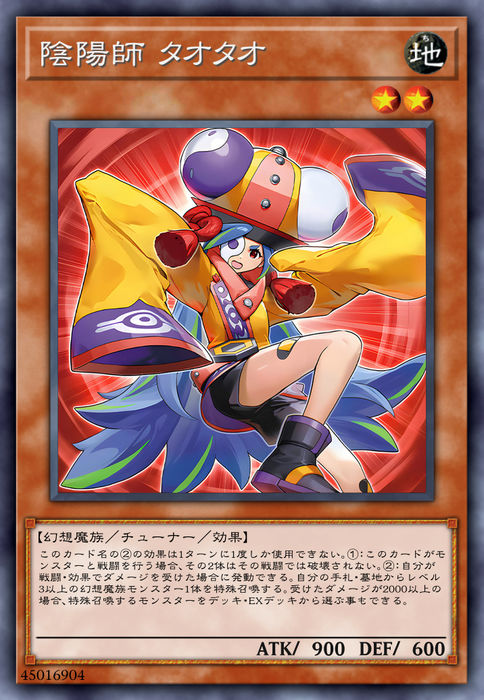 陰陽師 タオタオ
ち
地
【幻想魔族／チューナー／効果】
このカード名の②の効果は1ターンに1度しか使用できない。①：このカードがモ
ンスターと戦闘を行う場合、その2体はその戦闘では破壊されない。②：自分が
戦闘・効果でダメージを受けた場合に発動できる。自分の手札・墓地からレベル
3以上の幻想魔族モンスター1体を特殊召喚する。受けたダメージが2000以上の
場合、特殊召喚するモンスターをデッキ・EXデッキから選ぶ事もできる。
ATK/ 900 DEF/ 600
45016904